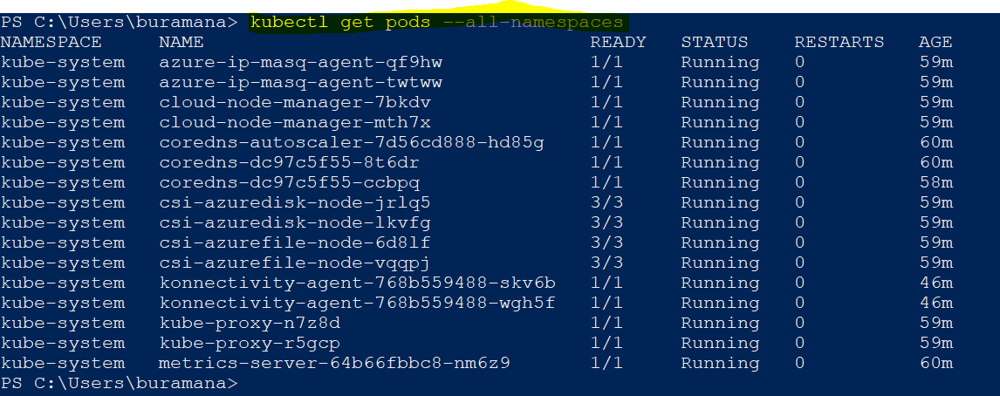 PS C:\Users\buramana> kubectl get pods --all-namespaces
NAMESPACE NAME READY STATUS RESTARTS AGE
kube-system azure-ip-masq-agent-qf9hw 1/1 Running 0 59m
kube-system azure-ip-masq-agent-twtww 1/1 Running 0 59m
kube-system cloud-node-manager-7bkdv 1/1 Running 0 59m
kube-system cloud-node-manager-mth7x 1/1 Running 0 59m
kube-system coredns-autoscaler-7d56cd888-hd85g 1/1 Running 0 60m
kube-system coredns-dc97c5f55-8t6dr 1/1 Running 0 60m
kube-system coredns-dc97c5f55-ccbpq 1/1 Running 0 58m
kube-system csi-azuredisk-node-jrlq5 3/3 Running 0 59m
kube-system csi-azuredisk-node-lkvfg 3/3 Running 0 59m
kube-system csi-azurefile-node-6d8lf 3/3 Running 0 59m
kube-system csi-azurefile-node-vqqpj 3/3 Running 0 59m
kube-system konnectivity-agent-768b559488-skv6b 1/1 Running 0 46m
kube-system konnectivity-agent-768b559488-wgh5f 1/1 Running 0 46m
kube-system kube-proxy-n7z8d 1/1 Running 0 59m
kube-system kube-proxy-r5gcp 1/1 Running 0 59m
kube-system metrics-server-64b66fbbc8-nm6z9 1/1 Running 0 60m
PS C:\Users\buramana>